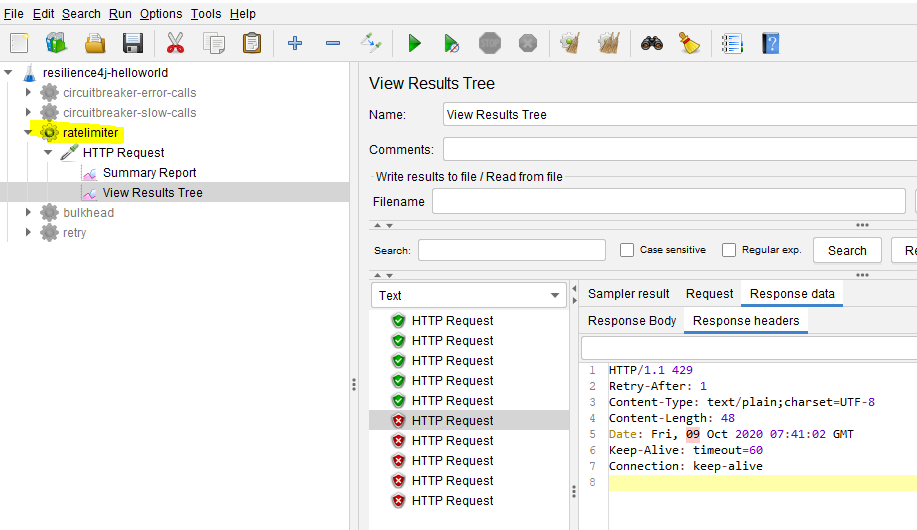 File Edit Search Run Options Tools Help
resilience4j-helloworld
circuitbreaker-error-calls
circuitbreaker-slow-calls
ratelimiter
HTTP Request
Summary Report
View Results Tree
bulkhead
retry
View Results Tree
Name: View Results Tree
Comments:
Write results to file / Read from file
Filename
Search: Case sensitive Regular exp. Search Re
Text
HTTP Request
HTTP Request
HTTP Request
HTTP Request
HTTP Request
HTTP Request
HTTP Request
HTTP Request
HTTP Request
HTTP Request
Sampler result Request Response data
Response Body Response headers
1 HTTP/1.1 429
2 Retry-After: 1
3 Content-Type: text/plain;charset=UTF-8
4 Content-Length: 48
5 Date: Fri, 09 Oct 2020 07:41:02 GMT
6 Keep-Alive: timeout=60
7 Connection: keep-alive
8